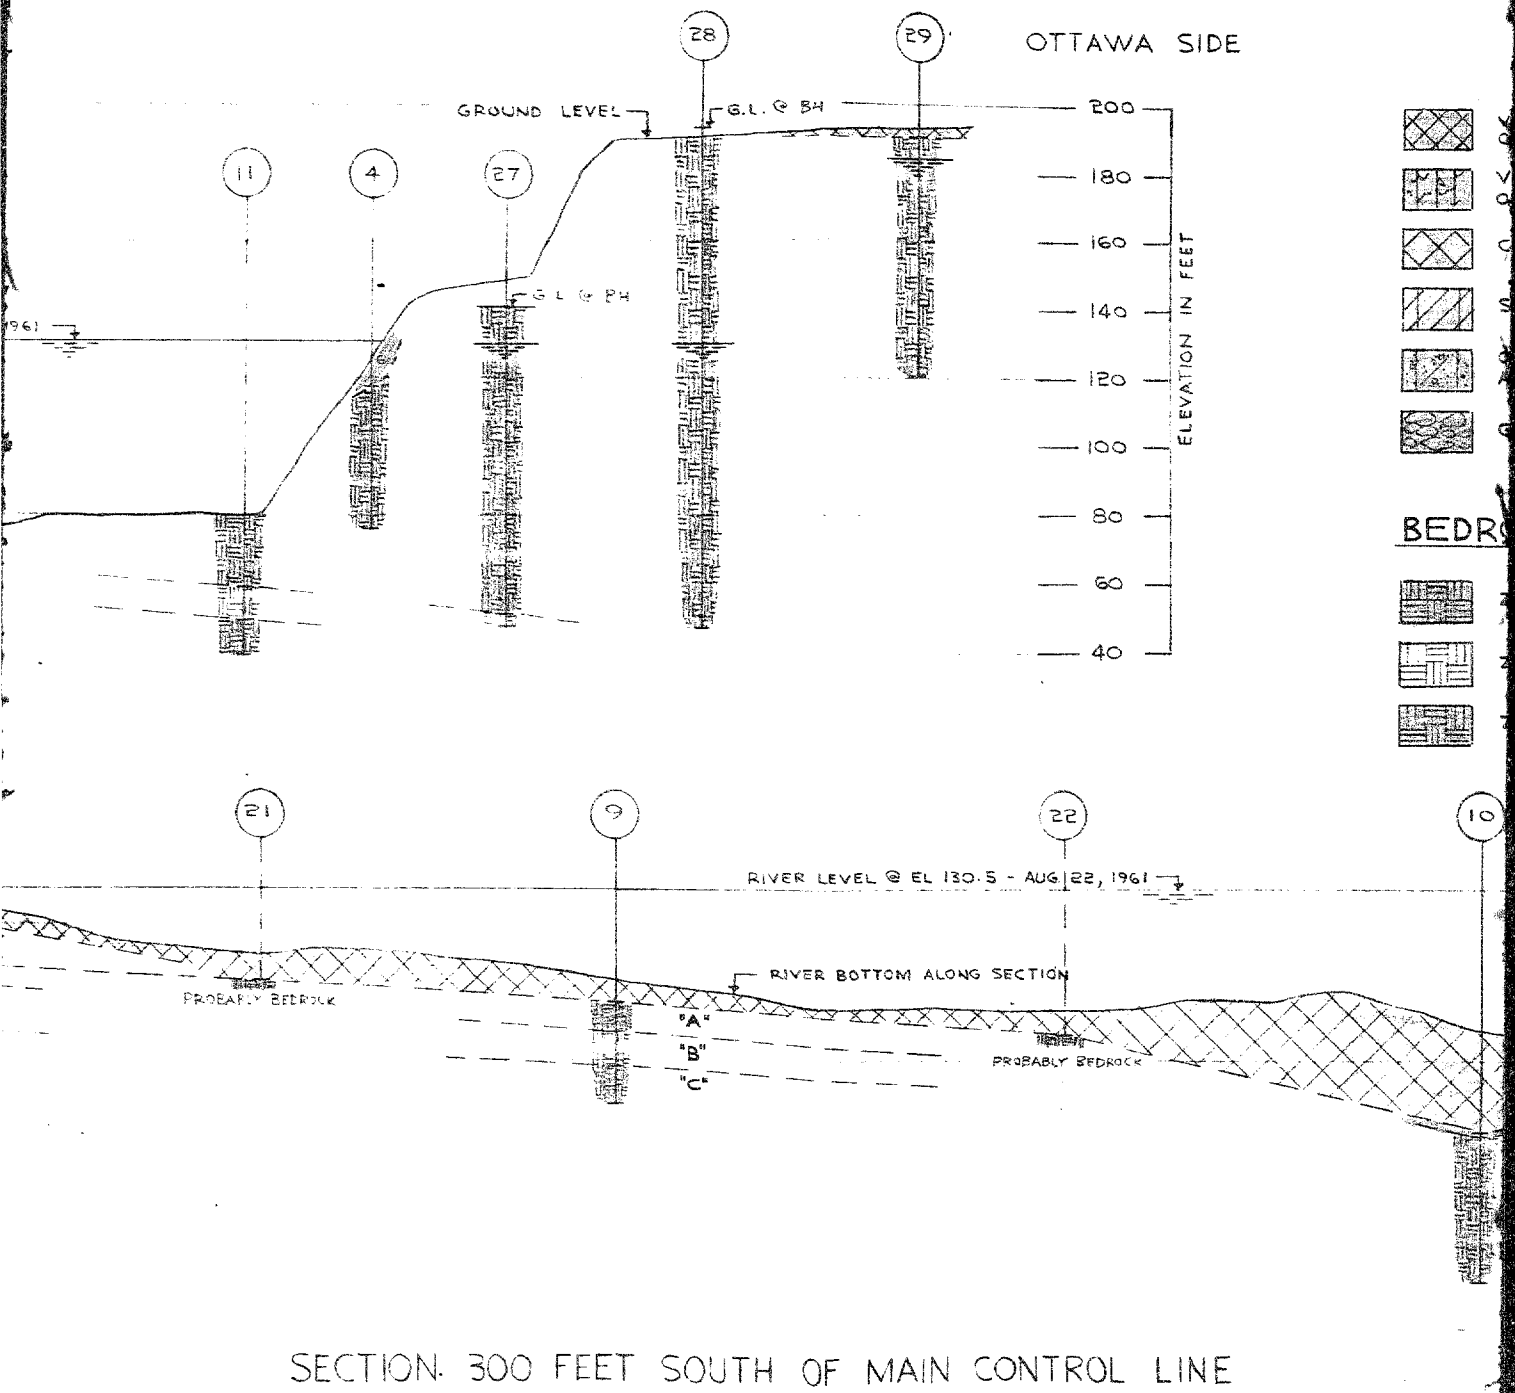 28
29
OTTAWA SIDE
GROUND LEVEL
G.L. @ BH
200
11
4
27
180
160
G.L @ BH
140
1961
120
ELEVATION IN FEET
100
80
BEDR
60
40
21
9
22
10
RIVER LEVEL @ EL 130.5 - AUG. 22, 1961
RIVER BOTTOM ALONG SECTION
PROBABLY BEDROCK
"A"
"B"
PROBABLY BEDROCK
"C"
SECTION. 300 FEET SOUTH OF MAIN CONTROL LINE